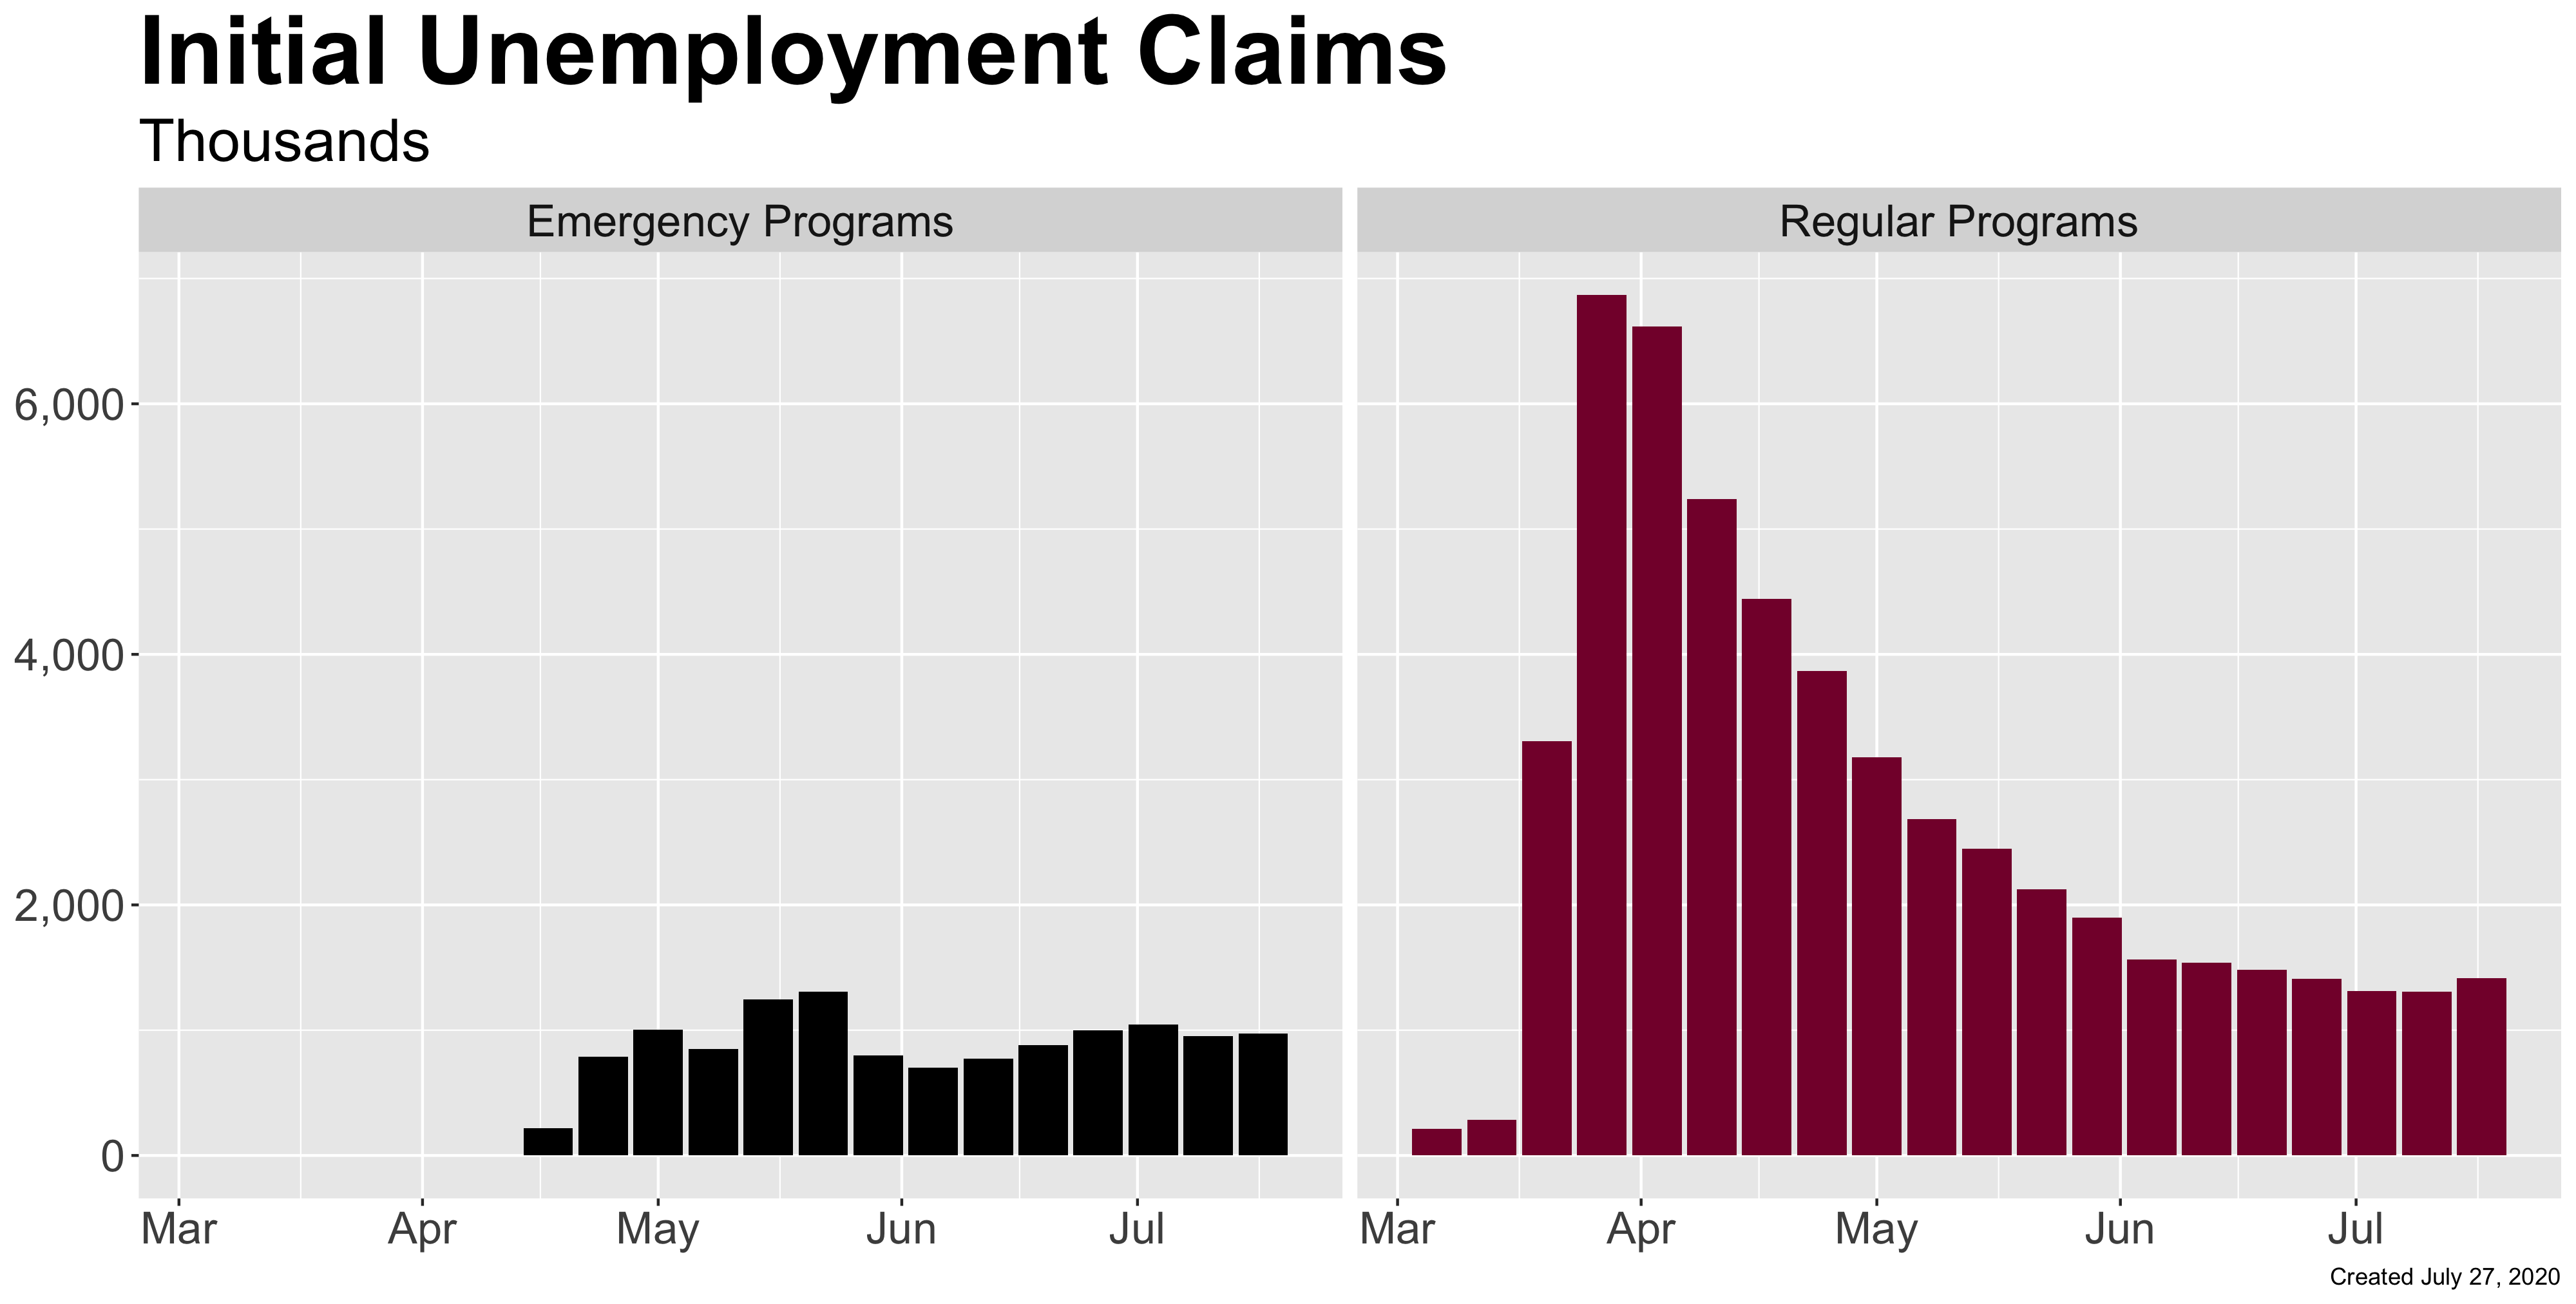 Initial Unemployment Claims
Thousands
Emergency Programs
Regular Programs
6,000
4,000
2,000
0
Mar Apr May Jun Jul
Mar Apr May Jun Jul
Created July 27, 2020